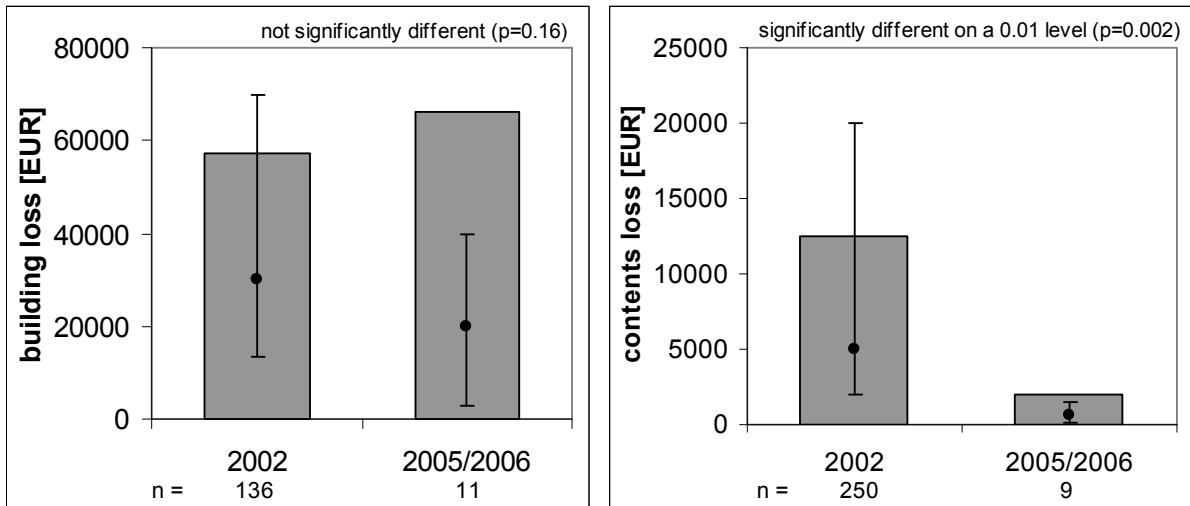 not significantly different (p=0.16)
building loss [EUR]
80000
60000
40000
20000
0
2002 2005/2006
n = 136 11
significantly different on a 0.01 level (p=0.002)
contents loss [EUR]
25000
20000
15000
10000
5000
0
2002 2005/2006
n = 250 9